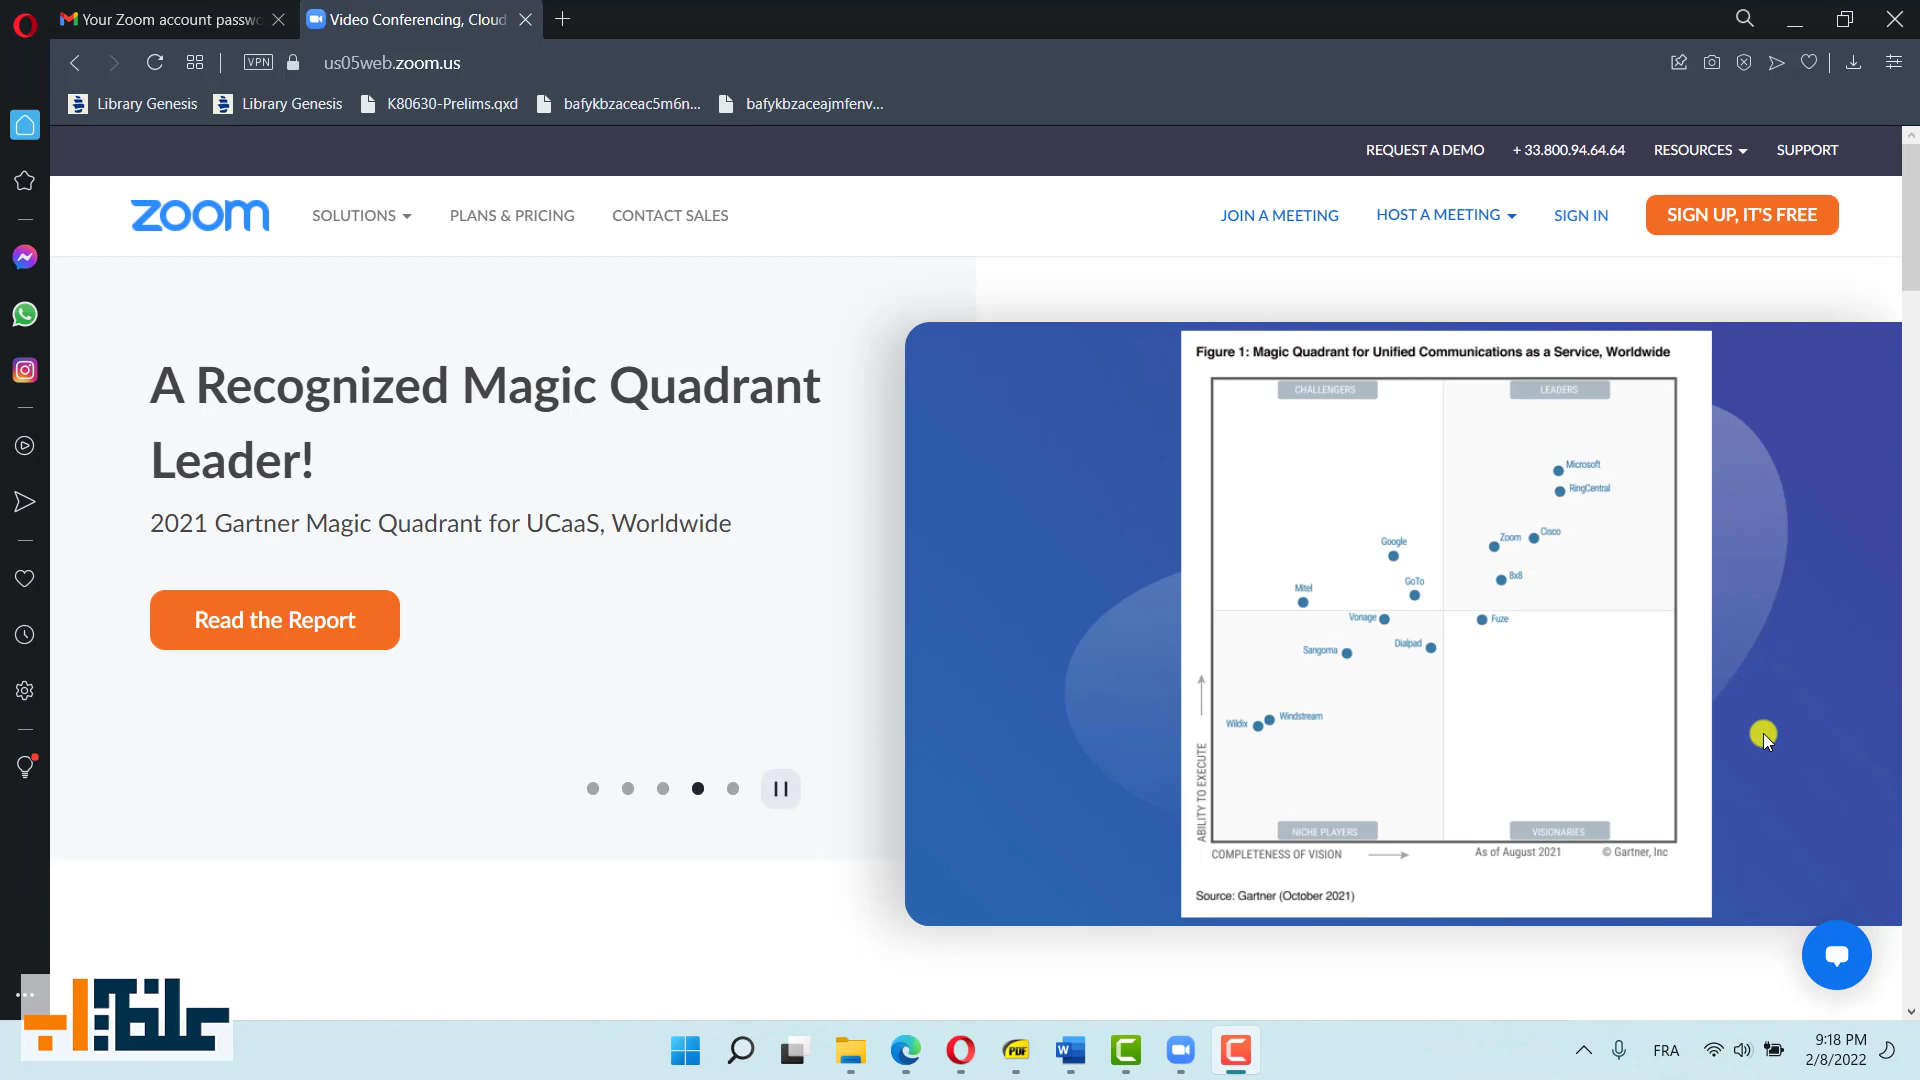 Your Zoom account passwo
Video Conferencing, Cloud
VPN
us05web.zoom.us
Library Genesis
Library Genesis
K80630-Prelims.qxd
bafykbzaceac5m6n...
bafykbzaceajmfenv...
REQUEST A DEMO
+ 33.800.94.64.64
RESOURCES
SUPPORT
zoom
SOLUTIONS
PLANS & PRICING
CONTACT SALES
JOIN A MEETING
HOST A MEETING
SIGN IN
SIGN UP, IT'S FREE
A Recognized Magic Quadrant
Leader!
2021 Gartner Magic Quadrant for UCaaS, Worldwide
Read the Report
Figure 1: Magic Quadrant for Unified Communications as a Service, Worldwide
CHALLENGERS
LEADERS
Microsoft
RingCentral
Cisco
Zoom
Google
8x8
GoTo
Mitel
Vonage
Fuze
Dialpad
Sangoma
Windstream
Wildix
ABILITY TO EXECUTE
NICHE PLAYERS
VISIONARIES
COMPLETENESS OF VISION
As of August 2021
© Gartner, Inc
Source: Gartner (October 2021)
PDF
FRA
9:18 PM
2/8/2022